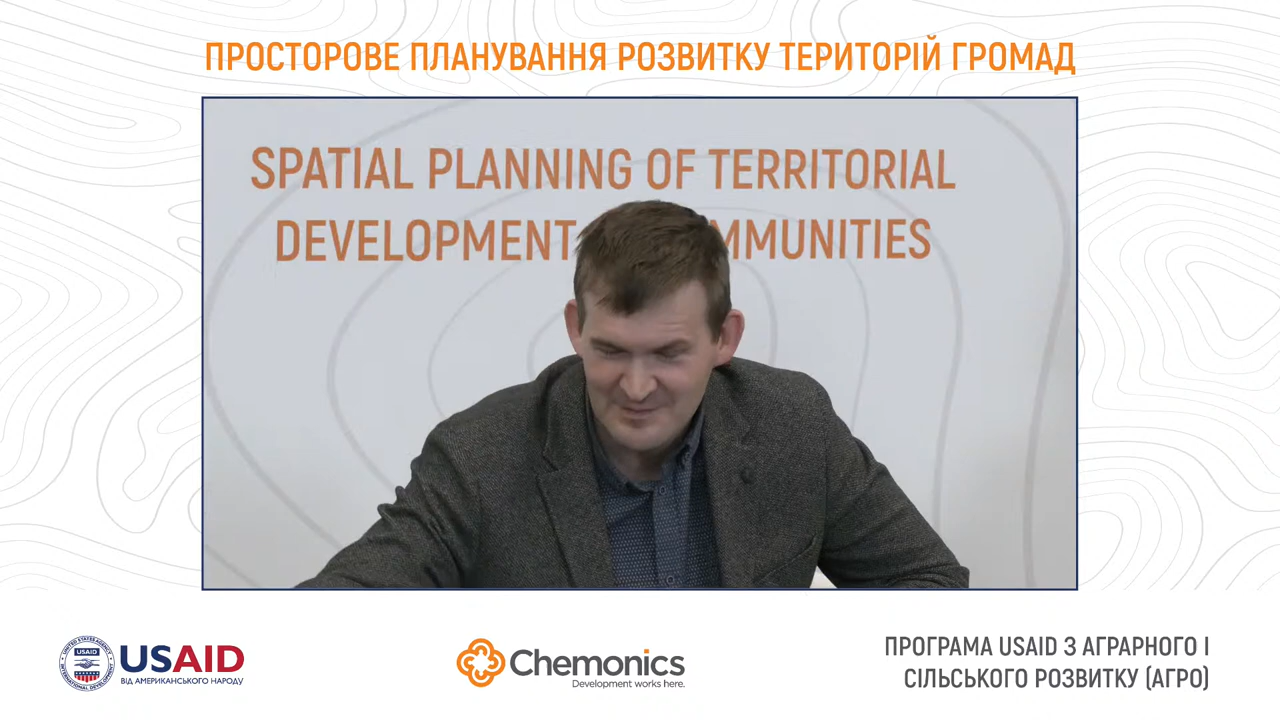 ПРОСТОРОВЕ ПЛАНУВАННЯ РОЗВИТКУ ТЕРИТОРІЙ ГРОМАД
SPATIAL PLANNING OF TERRITORIAL
DEVELOPMENT MMUNITIES
USAID
ВІД АМЕРИКАНСЬКОГО НАРОДУ
Chemonics
Development works here.
ПРОГРАМА USAID З АГРАРНОГО І
СІЛЬСЬКОГО РОЗВИТКУ (АГРО)